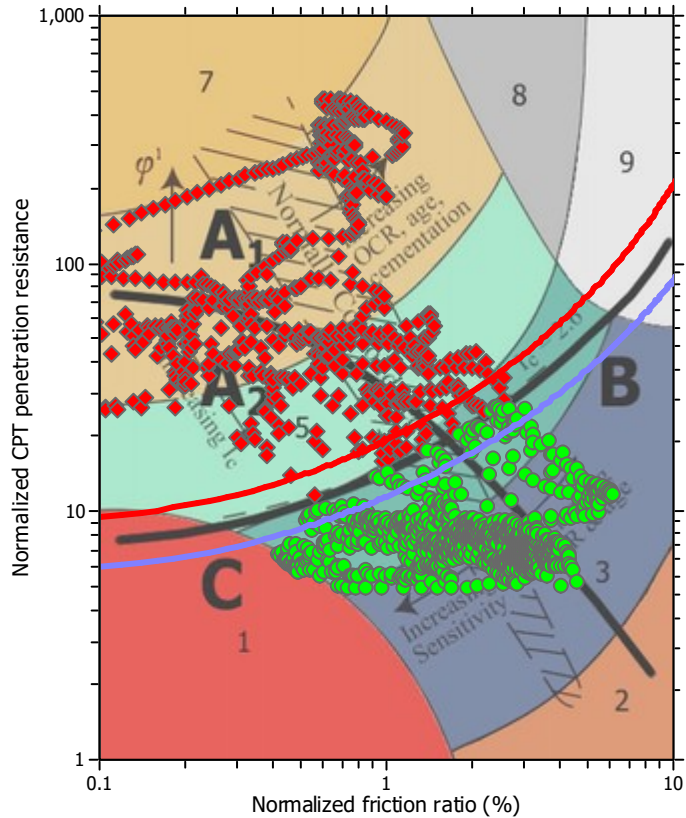 1,000
7
8
9
φ¹
A₁
Increasing
OCR, age,
cementation
100
A₂
B
5
10
C
3
Increasing
Sensitivity
1
2
1
0.1
1
10
Normalized CPT penetration resistance
Normalized friction ratio (%)